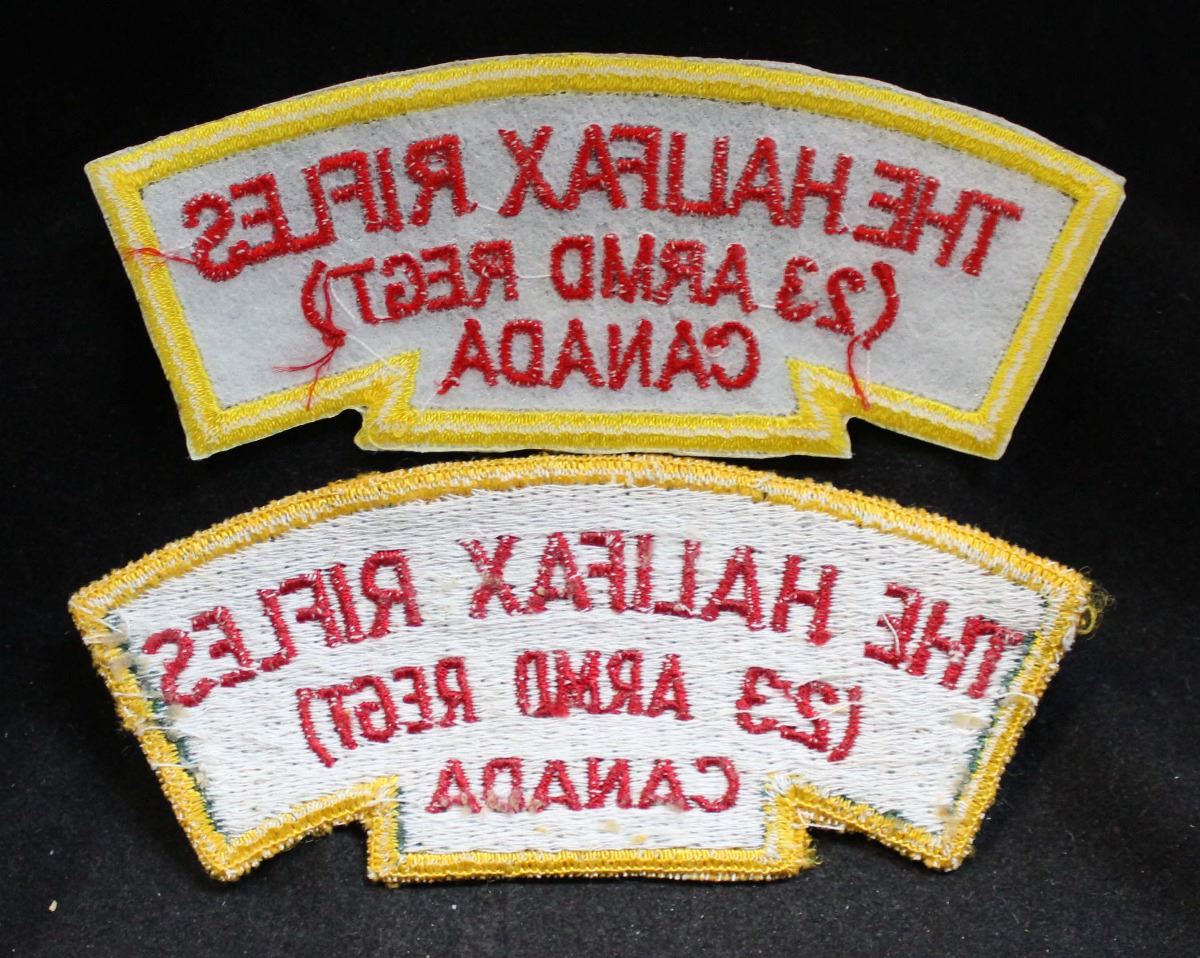 THE HALIFAX RIFLES
(23 ARMD REGT)
CANADA
THE HALIFAX RIFLES
(23 ARMD REGT)
CANADA